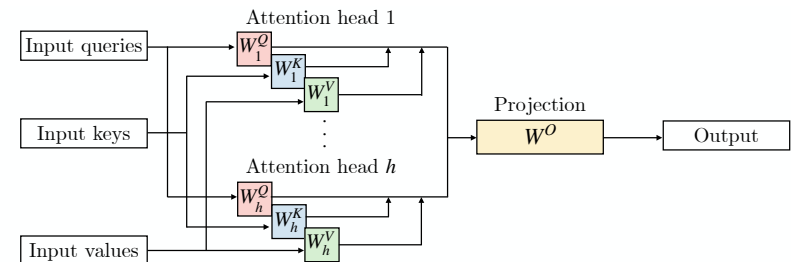 Attention head 1
Input queries
W_1^Q
W_1^K
W_1^V
Input keys
Projection
W^O
Output
Attention head h
W_h^Q
W_h^K
W_h^V
Input values